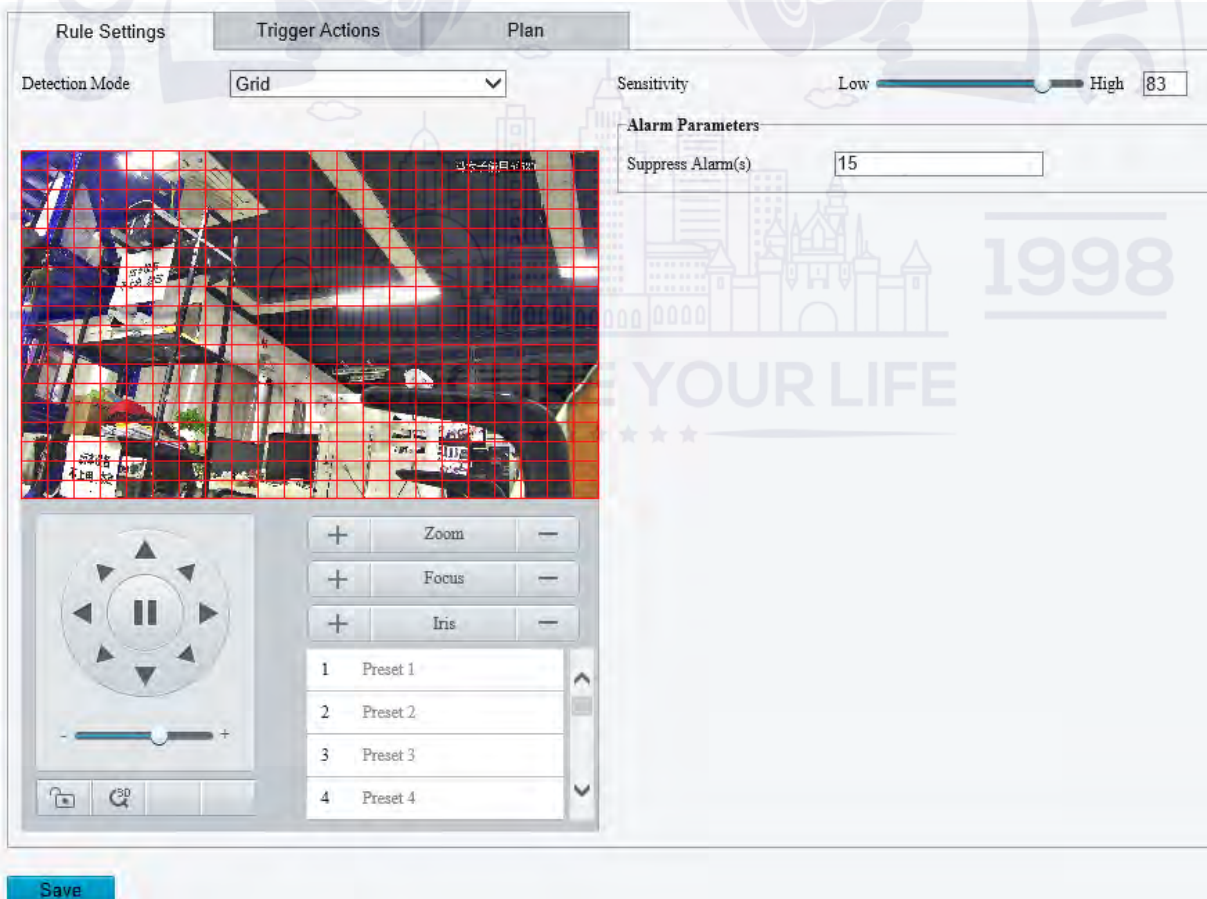 Rule Settings
Trigger Actions
Plan
Detection Mode
Grid
Sensitivity
Low
High
83
Alarm Parameters
Suppress Alarm(s)
15
1998
YOUR LIFE
+ Zoom —
+ Focus —
+ Iris —
1 Preset 1
2 Preset 2
3 Preset 3
4 Preset 4
- +
3D
Save